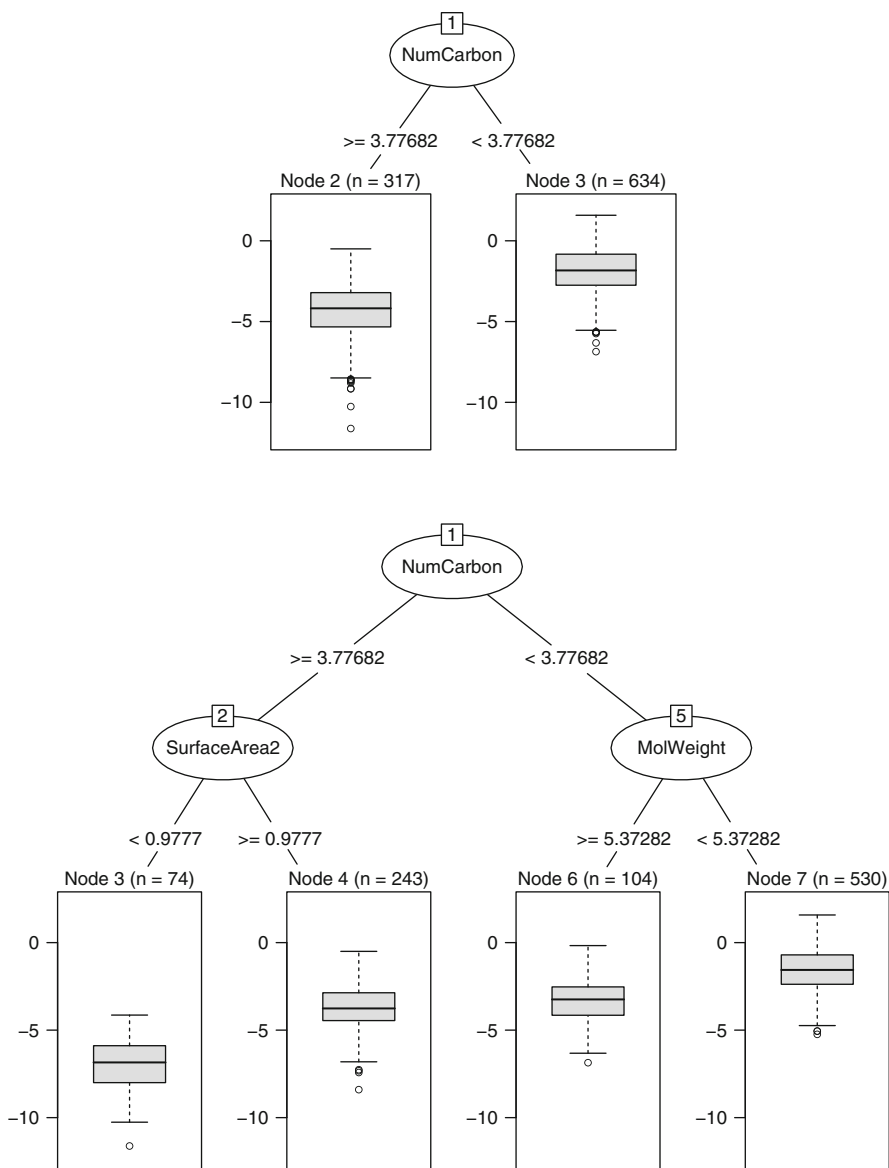 1
NumCarbon
>= 3.77682 < 3.77682
Node 2 (n = 317) Node 3 (n = 634)
0 0
−5 −5
−10 −10
1
NumCarbon
>= 3.77682 < 3.77682
2 5
SurfaceArea2 MolWeight
< 0.9777 >= 0.9777 >= 5.37282 < 5.37282
Node 3 (n = 74) Node 4 (n = 243) Node 6 (n = 104) Node 7 (n = 530)
0 0 0 0
−5 −5 −5 −5
−10 −10 −10 −10